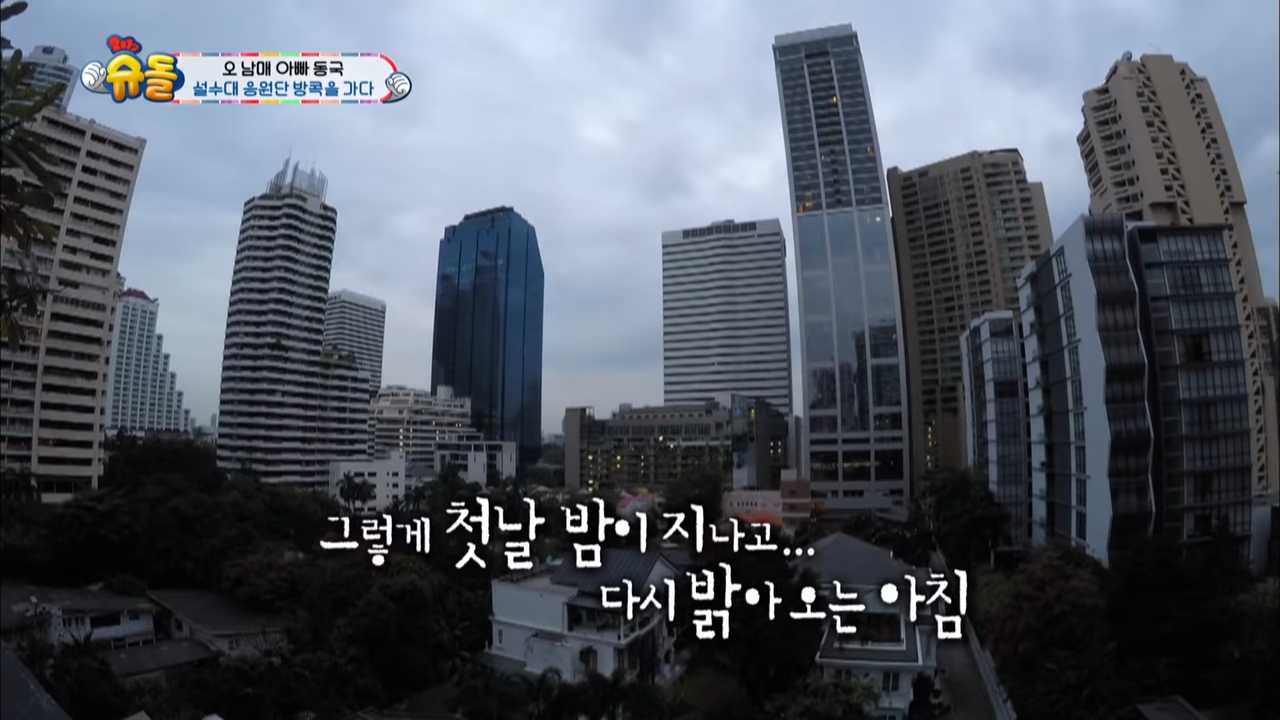 슈돌
오 남매 아빠 동국
설수대 응원단 방콕을 가다
그렇게 첫날 밤이 지나고...
다시 밝아 오는 아침